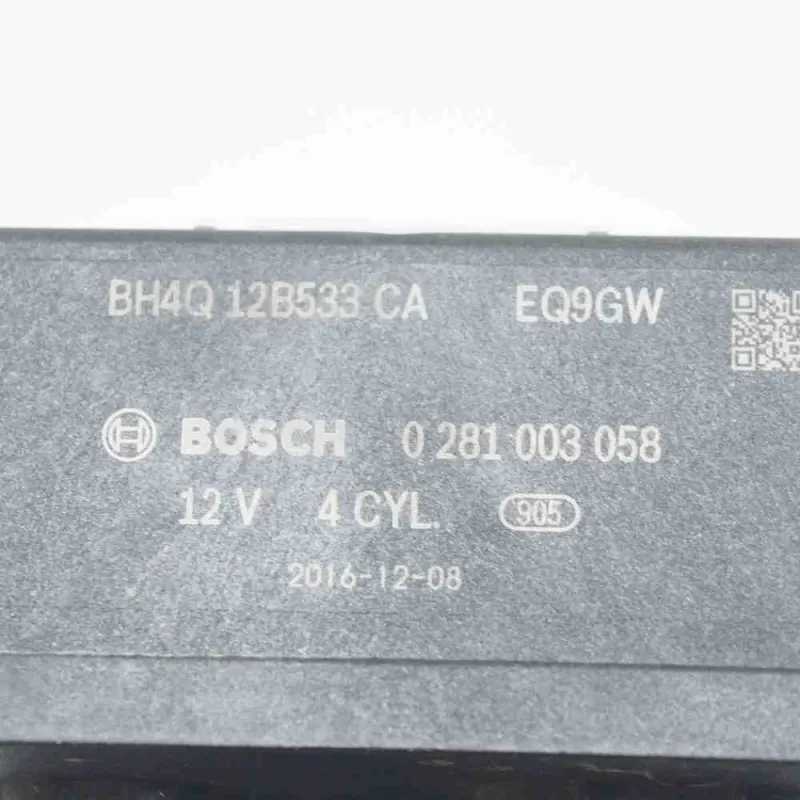 BH4Q 12B533 CA EQ9GW
BOSCH 0 281 003 058
12 V 4 CYL. 905
2016-12-08